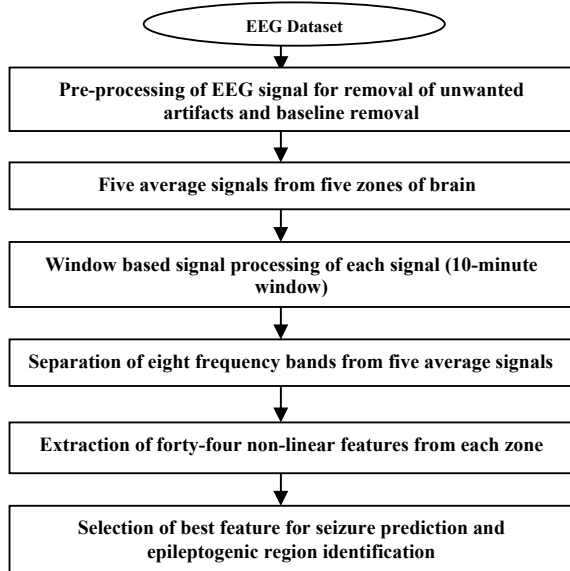 EEG Dataset
Pre-processing of EEG signal for removal of unwanted
artifacts and baseline removal
Five average signals from five zones of brain
Window based signal processing of each signal (10-minute
window)
Separation of eight frequency bands from five average signals
Extraction of forty-four non-linear features from each zone
Selection of best feature for seizure prediction and
epileptogenic region identification